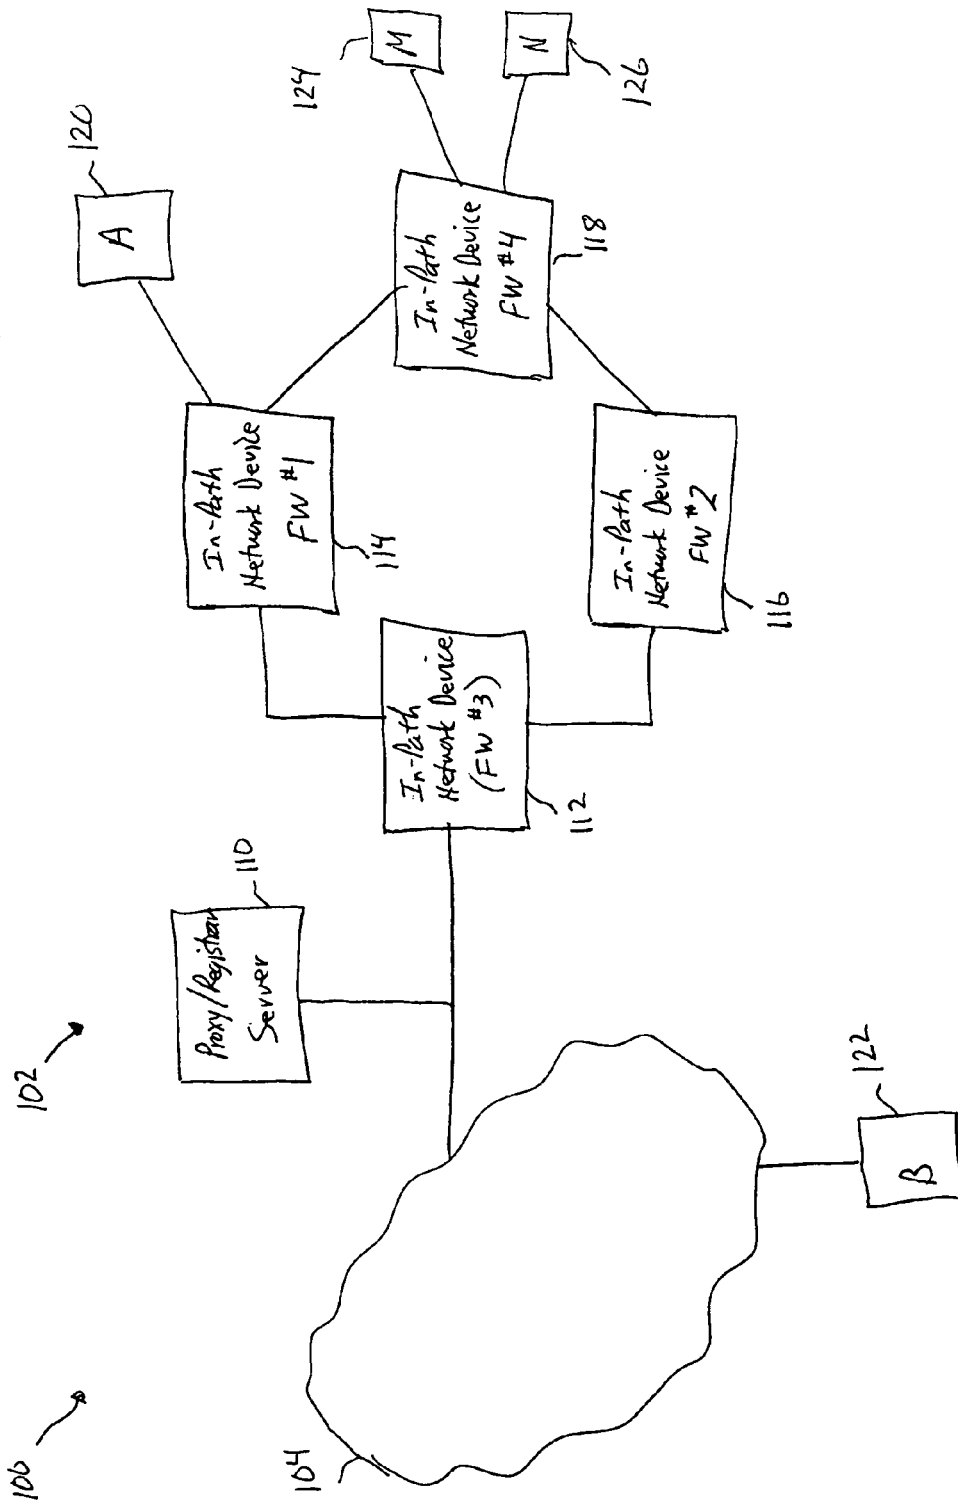 106
102
120
A
Proxy/Registrar
Server
110
In-Path
Network Device
FW #1
114
104
124
M
In-Path
Network Device
(FW #3)
112
In-Path
Network Device
FW #4
118
N
126
In-Path
Network Device
FW #2
116
B
122